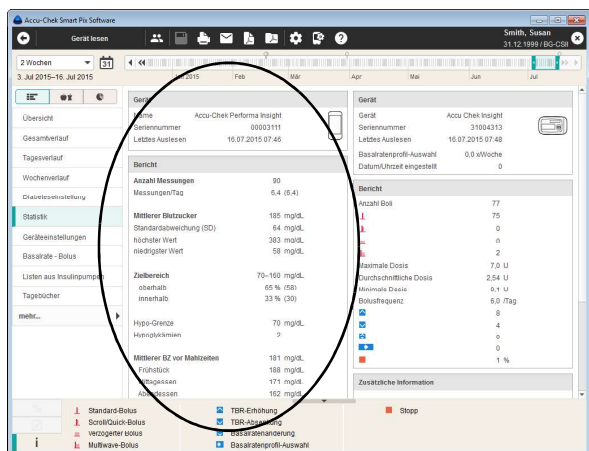 Accu-Chek Smart Pix Software
Gerät lesen
Smith, Susan
31.12.1999 / BG-CSII
2 Wochen
31
3. Jul 2015–16. Jul 2015
2015 Feb Mär Apr Mai Jun Jul
Übersicht
Gesamtverlauf
Tagesverlauf
Wochenverlauf
Diabeteseinstellung
Statistik
Geräteeinstellungen
Basalrate - Bolus
Listen aus Insulinpumpen
Tagebücher
mehr...
Gerät
Name Accu-Chek Performa Insight
Seriennummer 00003111
Letztes Auslesen 16.07.2015 07:46
Bericht
Anzahl Messungen 90
Messungen/Tag 6,4 (6,4)
Mittlerer Blutzucker 185 mg/dL
Standardabweichung (SD) 64 mg/dL
höchster Wert 383 mg/dL
niedrigster Wert 58 mg/dL
Zielbereich 70–160 mg/dL
oberhalb 65 % (58)
innerhalb 33 % (30)
Hypo-Grenze 70 mg/dL
Hypoglykämien 2
Mittlerer BZ vor Mahlzeiten 181 mg/dL
Frühstück 188 mg/dL
Mittagessen 171 mg/dL
Abendessen 162 mg/dL
Gerät
Gerät Accu Chek Insight
Seriennummer 31004313
Letztes Auslesen 16.07.2015 07:48
Basalratenprofil-Auswahl 0,0 x/Woche
Datum/Uhrzeit eingestellt 0
Bericht
Anzahl Boli 77
75
0
0
2
Maximale Dosis 7,0 U
Durchschnittliche Dosis 2,54 U
Minimale Dosis 0,1 U
Bolusfrequenz 6,0 /Tag
8
4
0
0
1 %
Zusätzliche Information
Standard-Bolus TBR-Erhöhung Stopp
Scroll/Quick-Bolus TBR-Absenkung
Verzögerter Bolus Basalratenänderung
Multiwave-Bolus Basalratenprofil-Auswahl